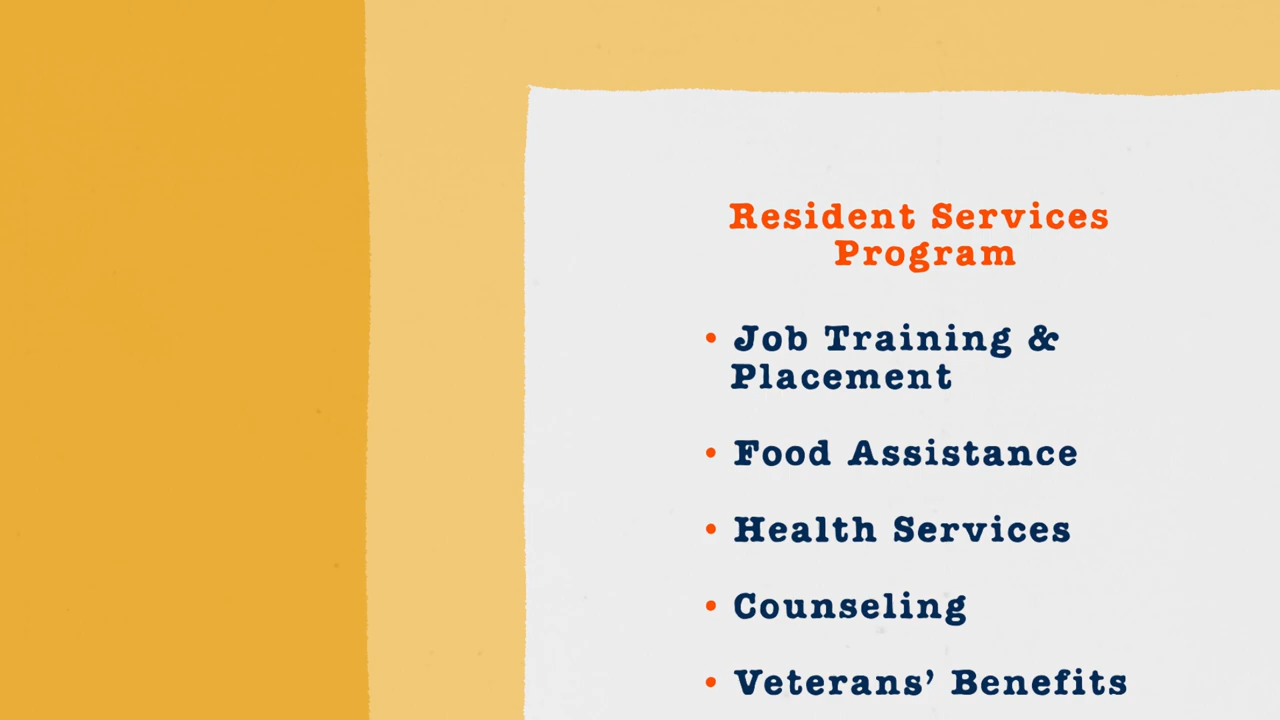 Resident Services
Program
• Job Training &
Placement
• Food Assistance
• Health Services
• Counseling
• Veterans’ Benefits